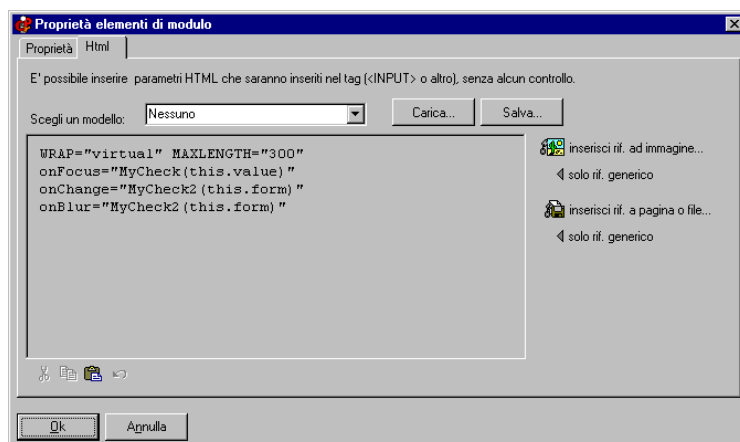 Proprietà elementi di modulo
Proprietà Html
E' possibile inserire parametri HTML che saranno inseriti nel tag (<INPUT> o altro), senza alcun controllo.
Scegli un modello: Nessuno Carica... Salva...
WRAP="virtual" MAXLENGTH="300"
onFocus="MyCheck(this.value)"
onChange="MyCheck2(this.form)"
onBlur="MyCheck2(this.form)"
inserisci rif. ad immagine...
solo rif. generico
inserisci rif. a pagina o file...
solo rif. generico
Ok Annulla